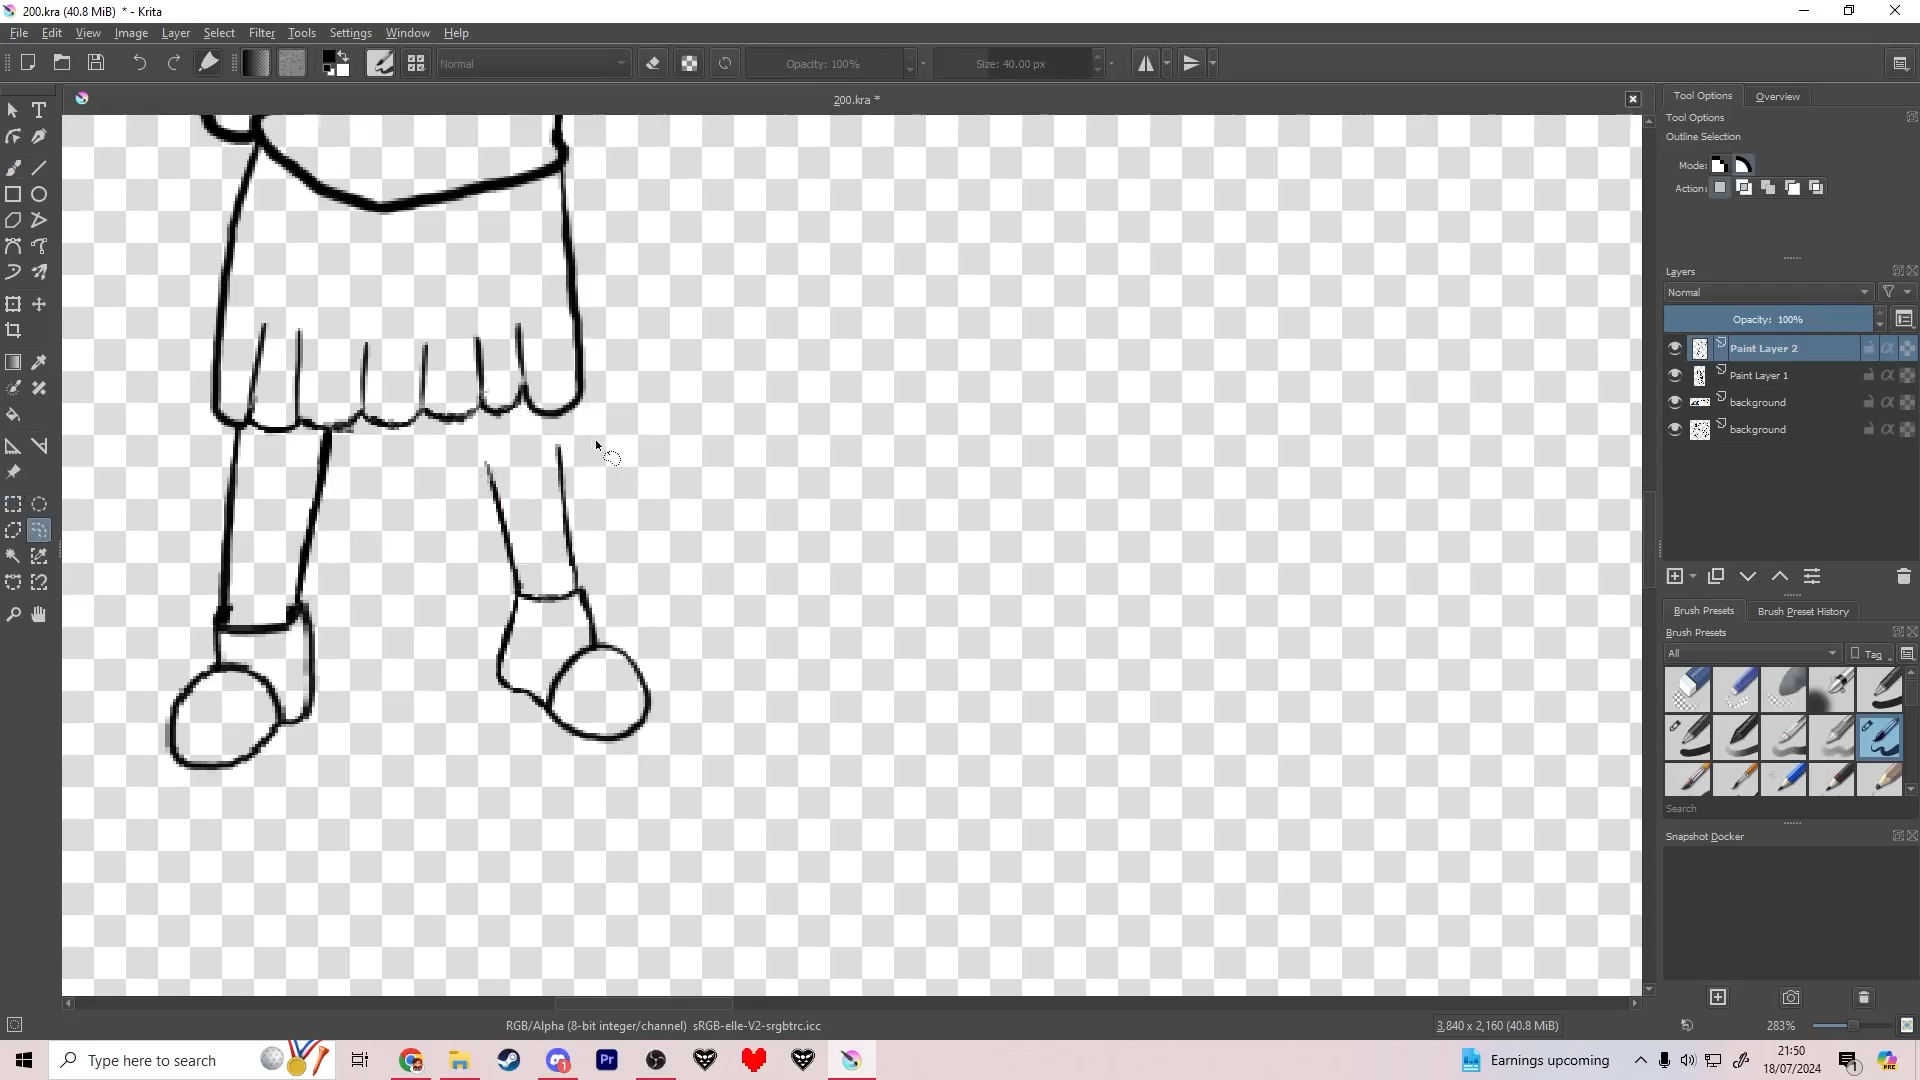 200.kra (40.8 MiB)  * - Krita
File Edit View Image Layer Select Filter Tools Settings Window Help
Normal
Opacity: 100%
Size: 40.00 px
200.kra *
Tool Options Overview
Tool Options
Outline Selection
Mode:
Action:
Layers
Normal
Opacity:  100%
Paint Layer 2
Paint Layer 1
background
background
Brush Presets Brush Preset History
Brush Presets
All
Tag
Search
Snapshot Docker
RGB/Alpha (8-bit integer/channel)  sRGB-elle-V2-srgbtrc.icc
3,840 x 2,160 (40.8 MiB)
283%
Type here to search
Pr
1
Earnings upcoming
21:50
18/07/2024
1
PRE